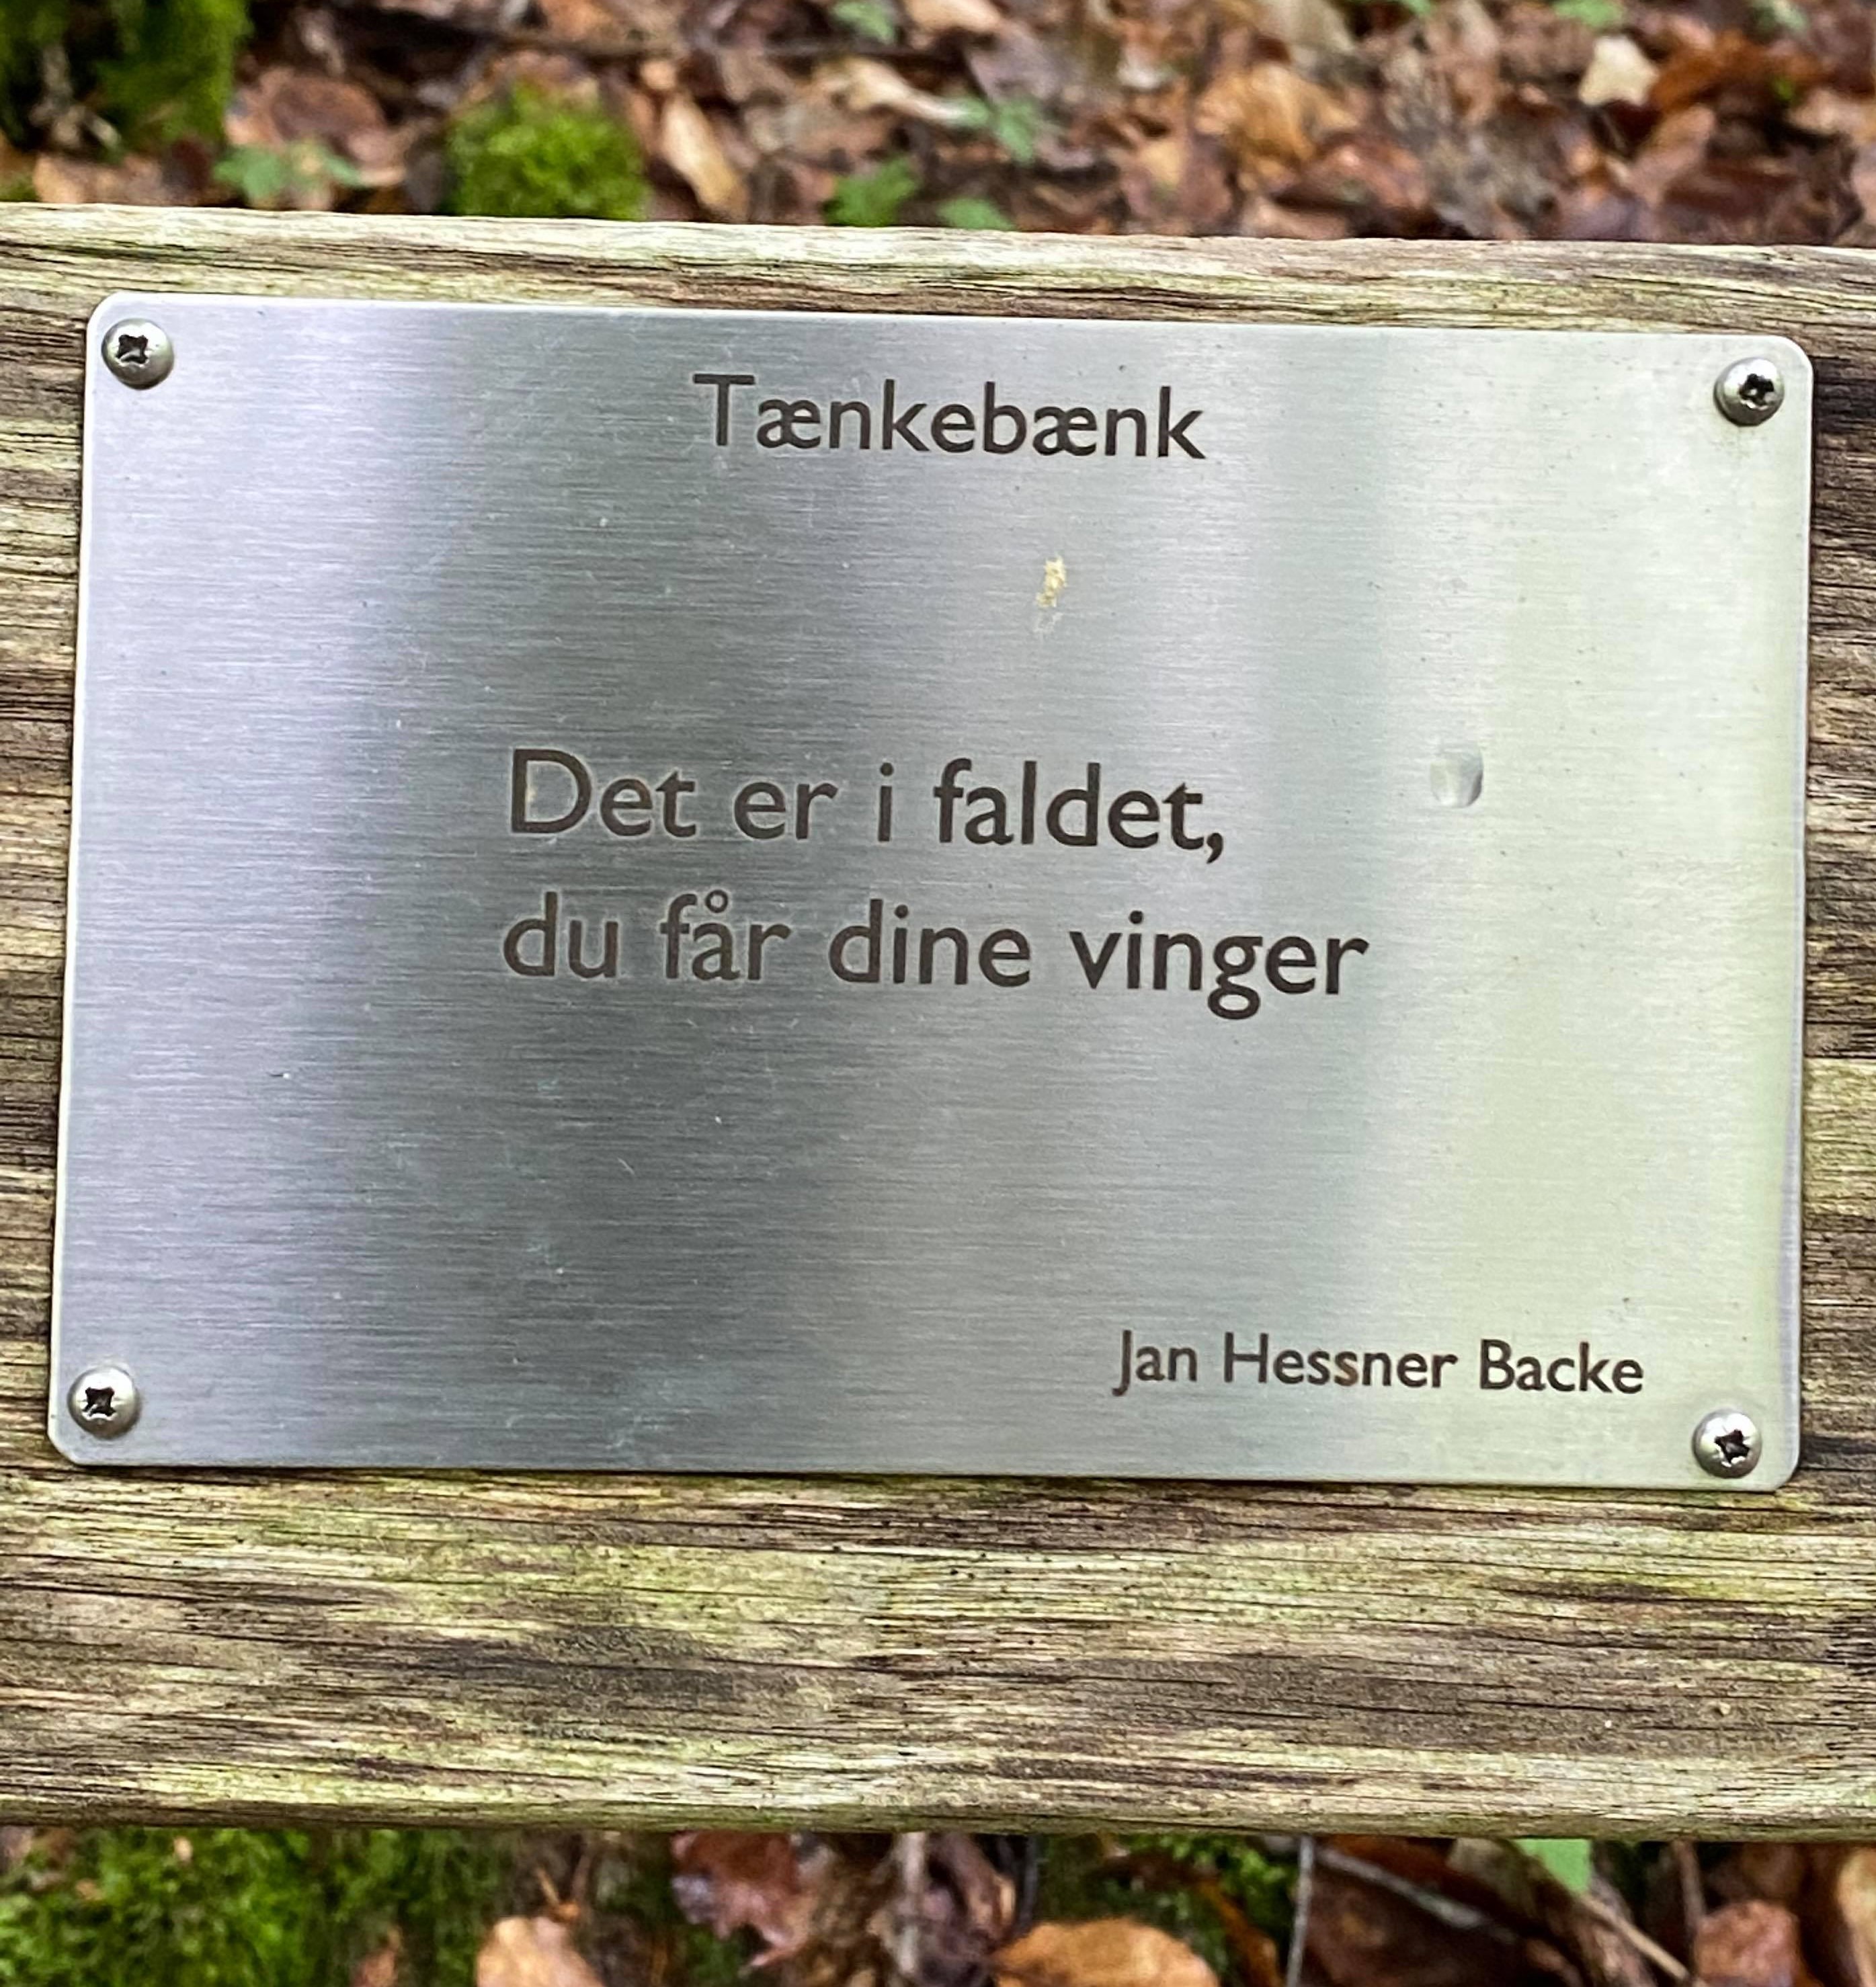 Tænkebænk
Det er i faldet,
du får dine vinger
Jan Hessner Backe